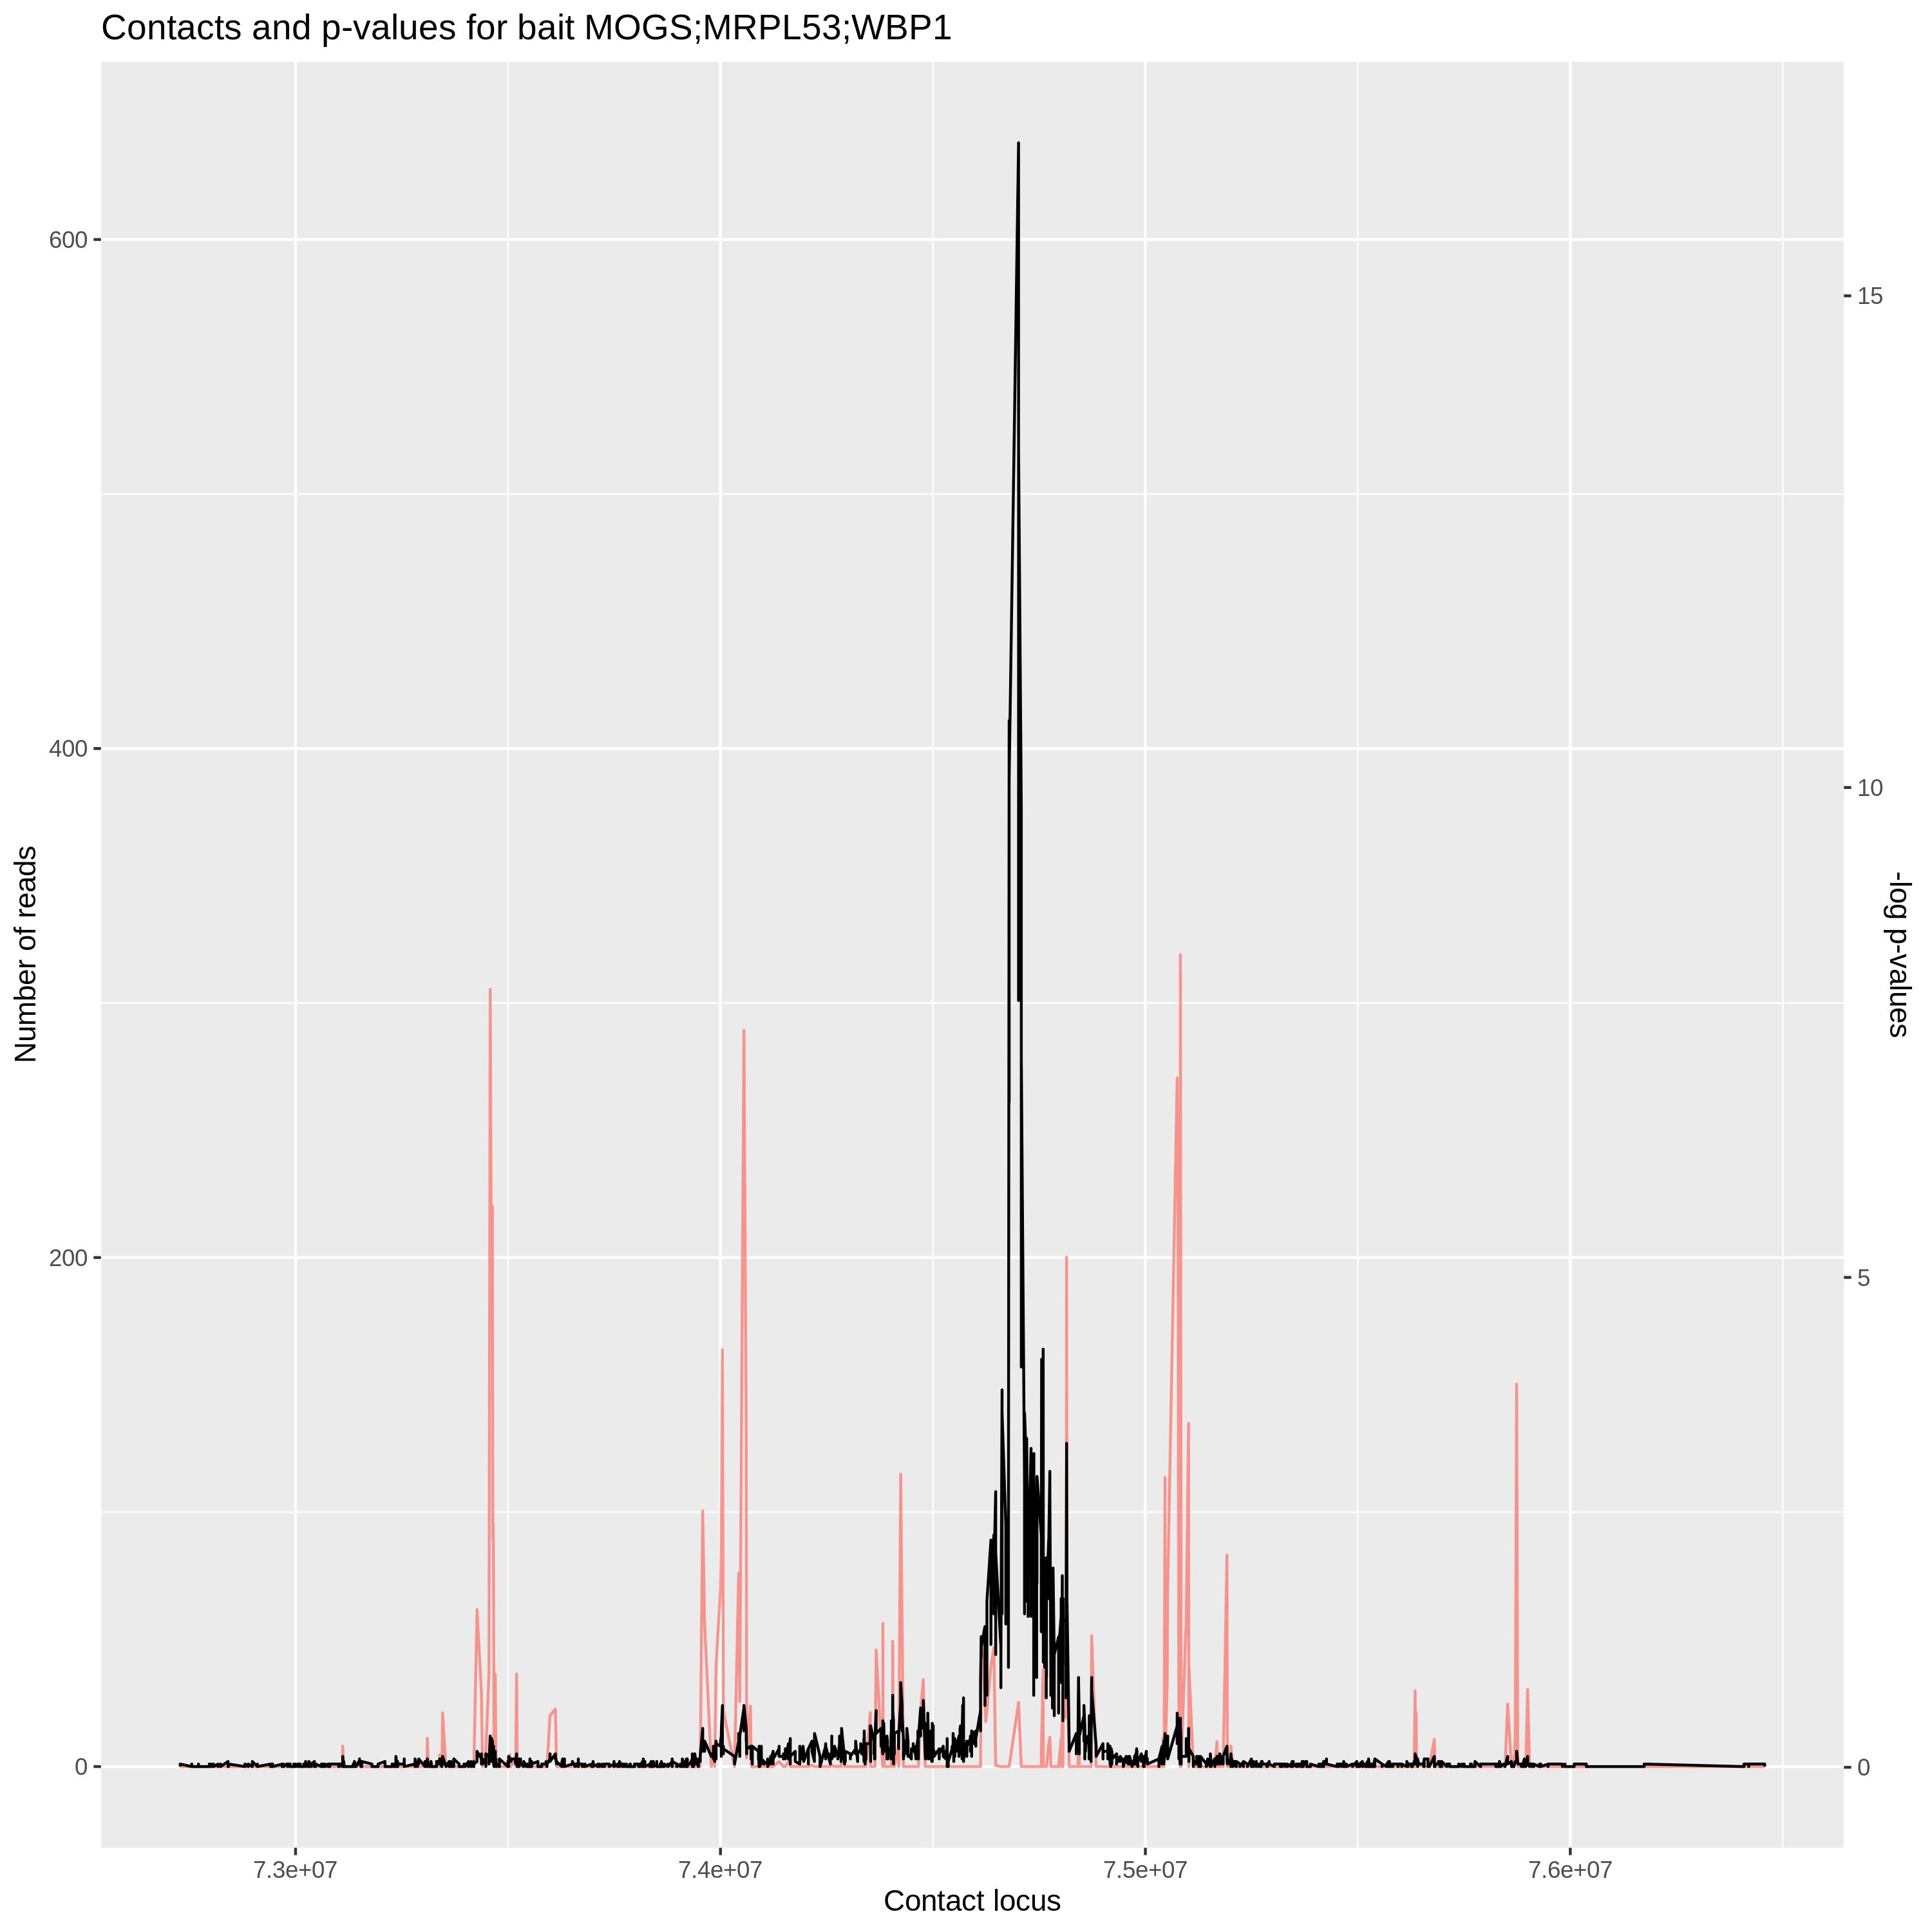 Contacts and p-values for bait MOGS;MRPL53;WBP1
Number of reads
600
400
200
0
15
10
5
0
-log p-values
7.3e+07
7.4e+07
7.5e+07
7.6e+07
Contact locus